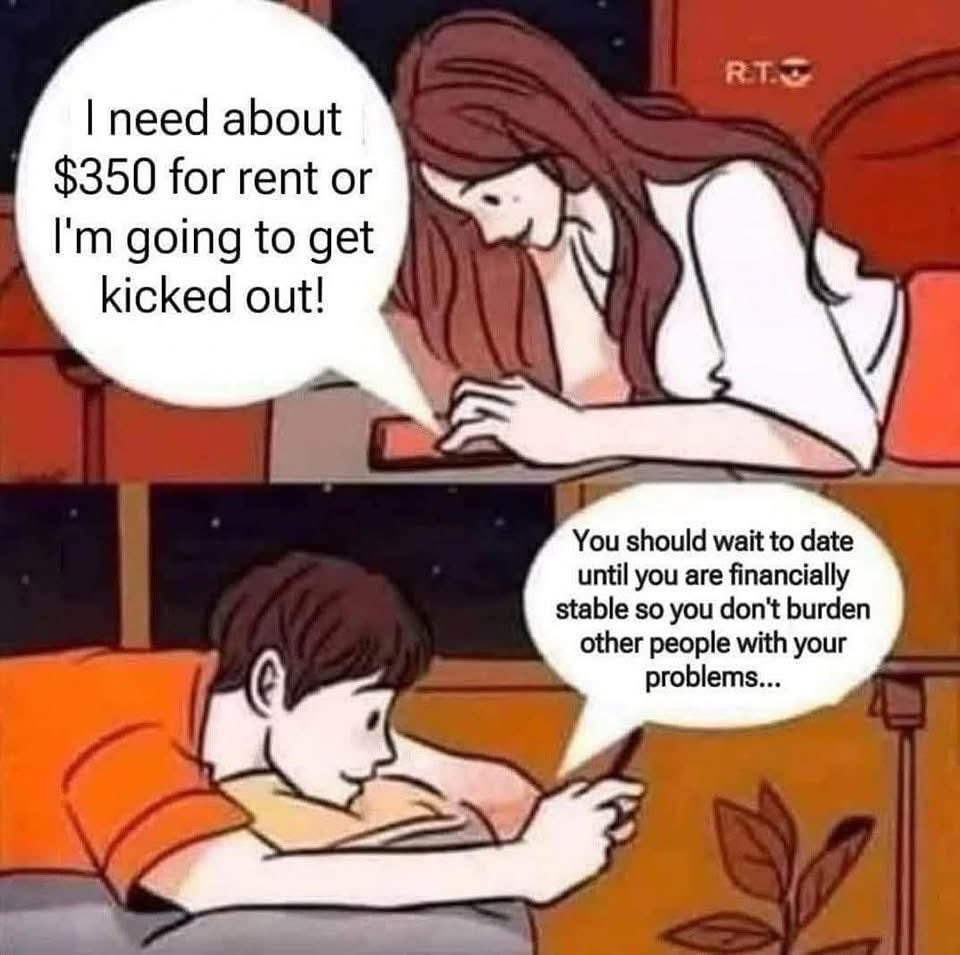 R.T.
I need about
$350 for rent or
I'm going to get
kicked out!
You should wait to date
until you are financially
stable so you don't burden
other people with your
problems...